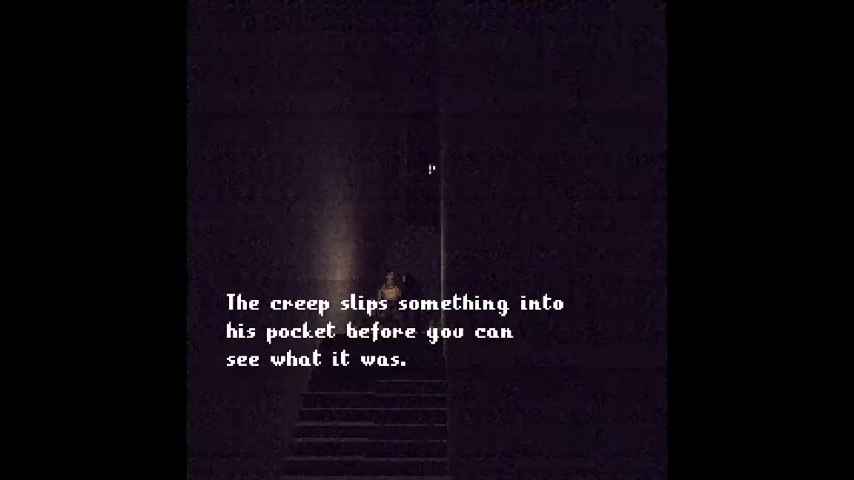 The creep slips something into
his pocket before you can
see what it was.